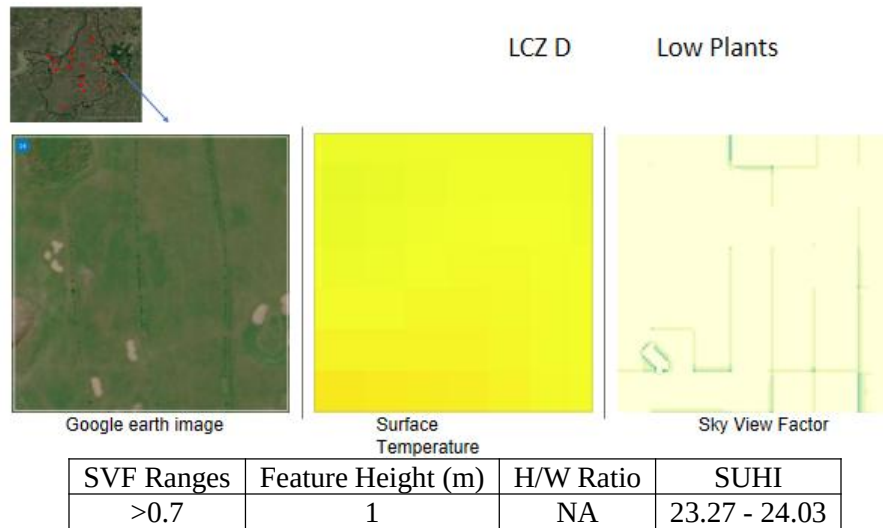 LCZ D Low Plants
14
Google earth image
Surface
Temperature
Sky View Factor
SVF Ranges Feature Height (m) H/W Ratio SUHI
>0.7 1 NA 23.27 - 24.03